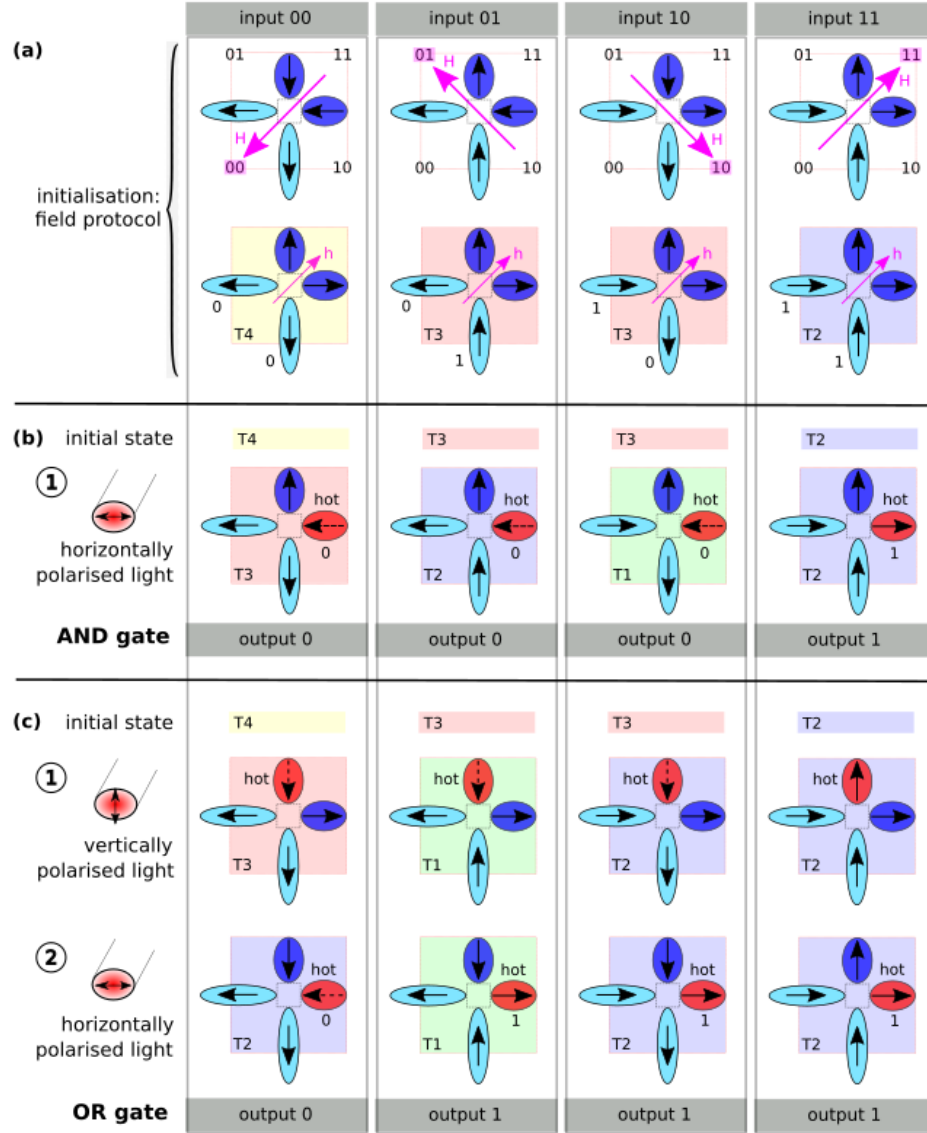 input 00 input 01 input 10 input 11
(a)
01 11 01 11 01 11 01 11
H H H H
00 10 00 10 00 10 00 10
initialisation:
field protocol
h h h h
0 0 1 1
T4 T3 T3 T2
0 1 0 1
(b) initial state T4 T3 T3 T2
1
hot hot hot hot
horizontally 0 0 0 1
polarised light T3 T2 T1 T2
AND gate output 0 output 0 output 0 output 1
(c) initial state T4 T3 T3 T2
1 hot hot hot hot
vertically
polarised light T3 T1 T2 T2
2 hot hot hot hot
horizontally 0 1 1 1
polarised light T2 T1 T2 T2
OR gate output 0 output 1 output 1 output 1